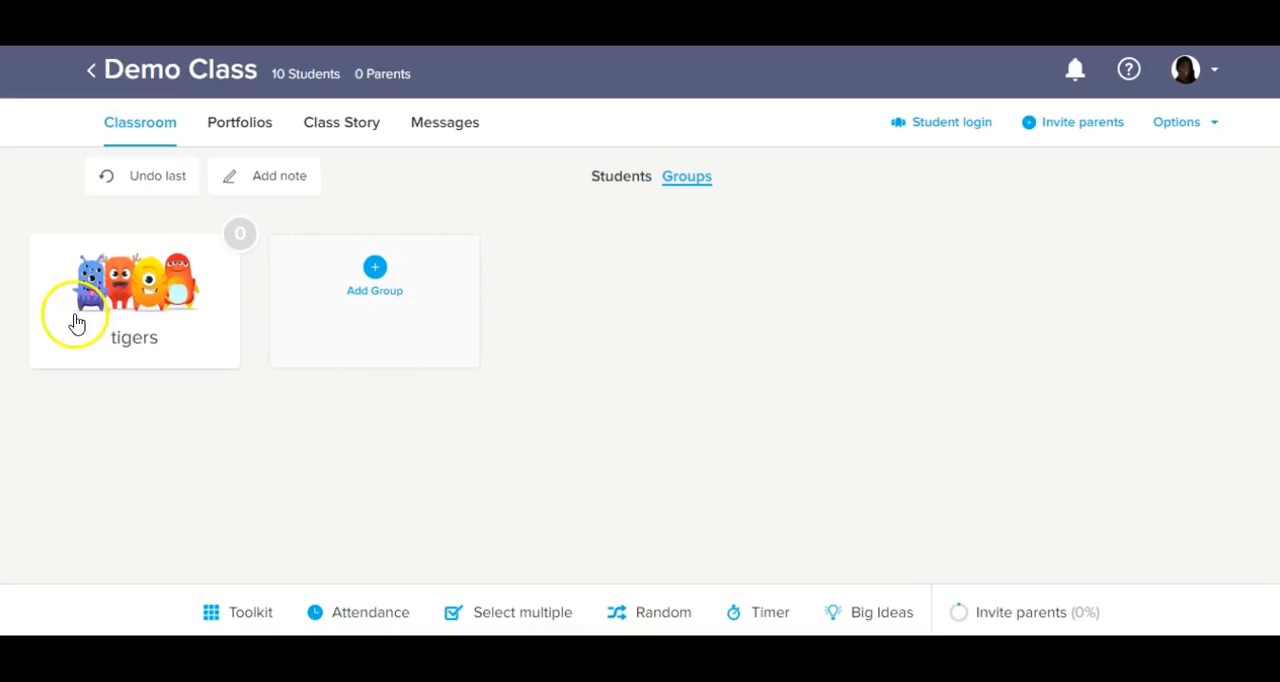 Demo Class 10 Students 0 Parents
Classroom Portfolios Class Story Messages Student login Invite parents Options
Undo last Add note Students Groups
0
Add Group
tigers
Toolkit Attendance Select multiple Random Timer Big Ideas Invite parents (0%)